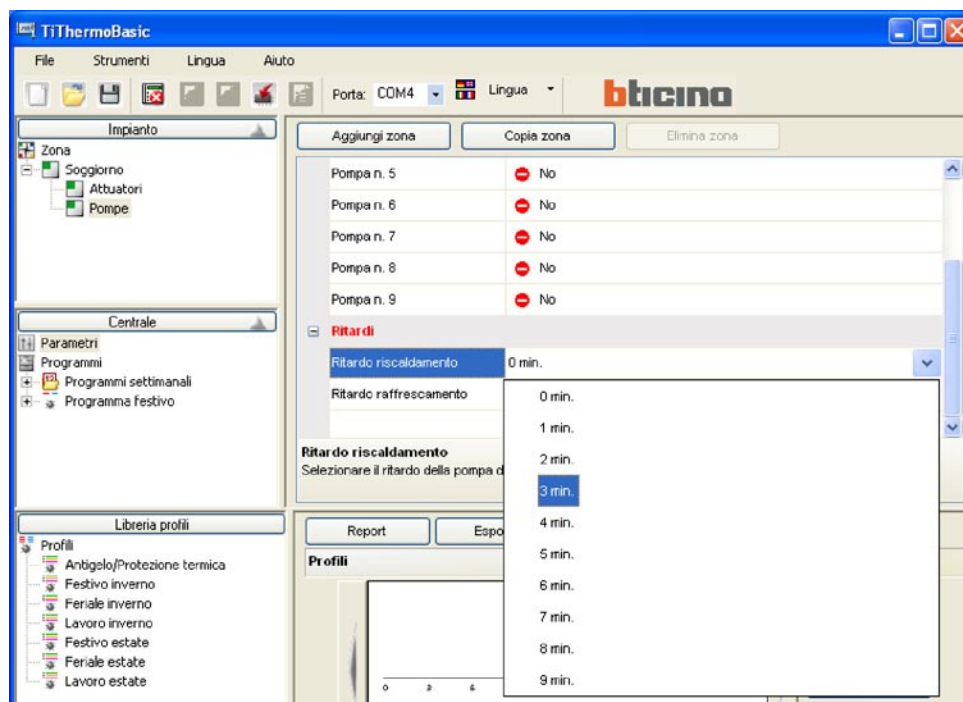 TiThermoBasic
File Strumenti Lingua Aiuto
Porta: COM4 Lingua bticino
Impianto
Zona
Soggiorno
Attuatori
Pompe
Aggiungi zona Copia zona Elimina zona
Pompa n. 5 No
Pompa n. 6 No
Pompa n. 7 No
Pompa n. 8 No
Pompa n. 9 No
Ritardi
Ritardo riscaldamento 0 min.
Ritardo raffrescamento
0 min.
1 min.
2 min.
3 min.
4 min.
5 min.
6 min.
7 min.
8 min.
9 min.
Ritardo riscaldamento
Selezionare il ritardo della pompa d
Centrale
Parametri
Programmi
Programmi settimanali
Programma festivo
Libreria profili
Profili
Antigelo/Protezione termica
Festivo inverno
Feriale inverno
Lavoro inverno
Festivo estate
Feriale estate
Lavoro estate
Report Espo
Profili
0 3 6